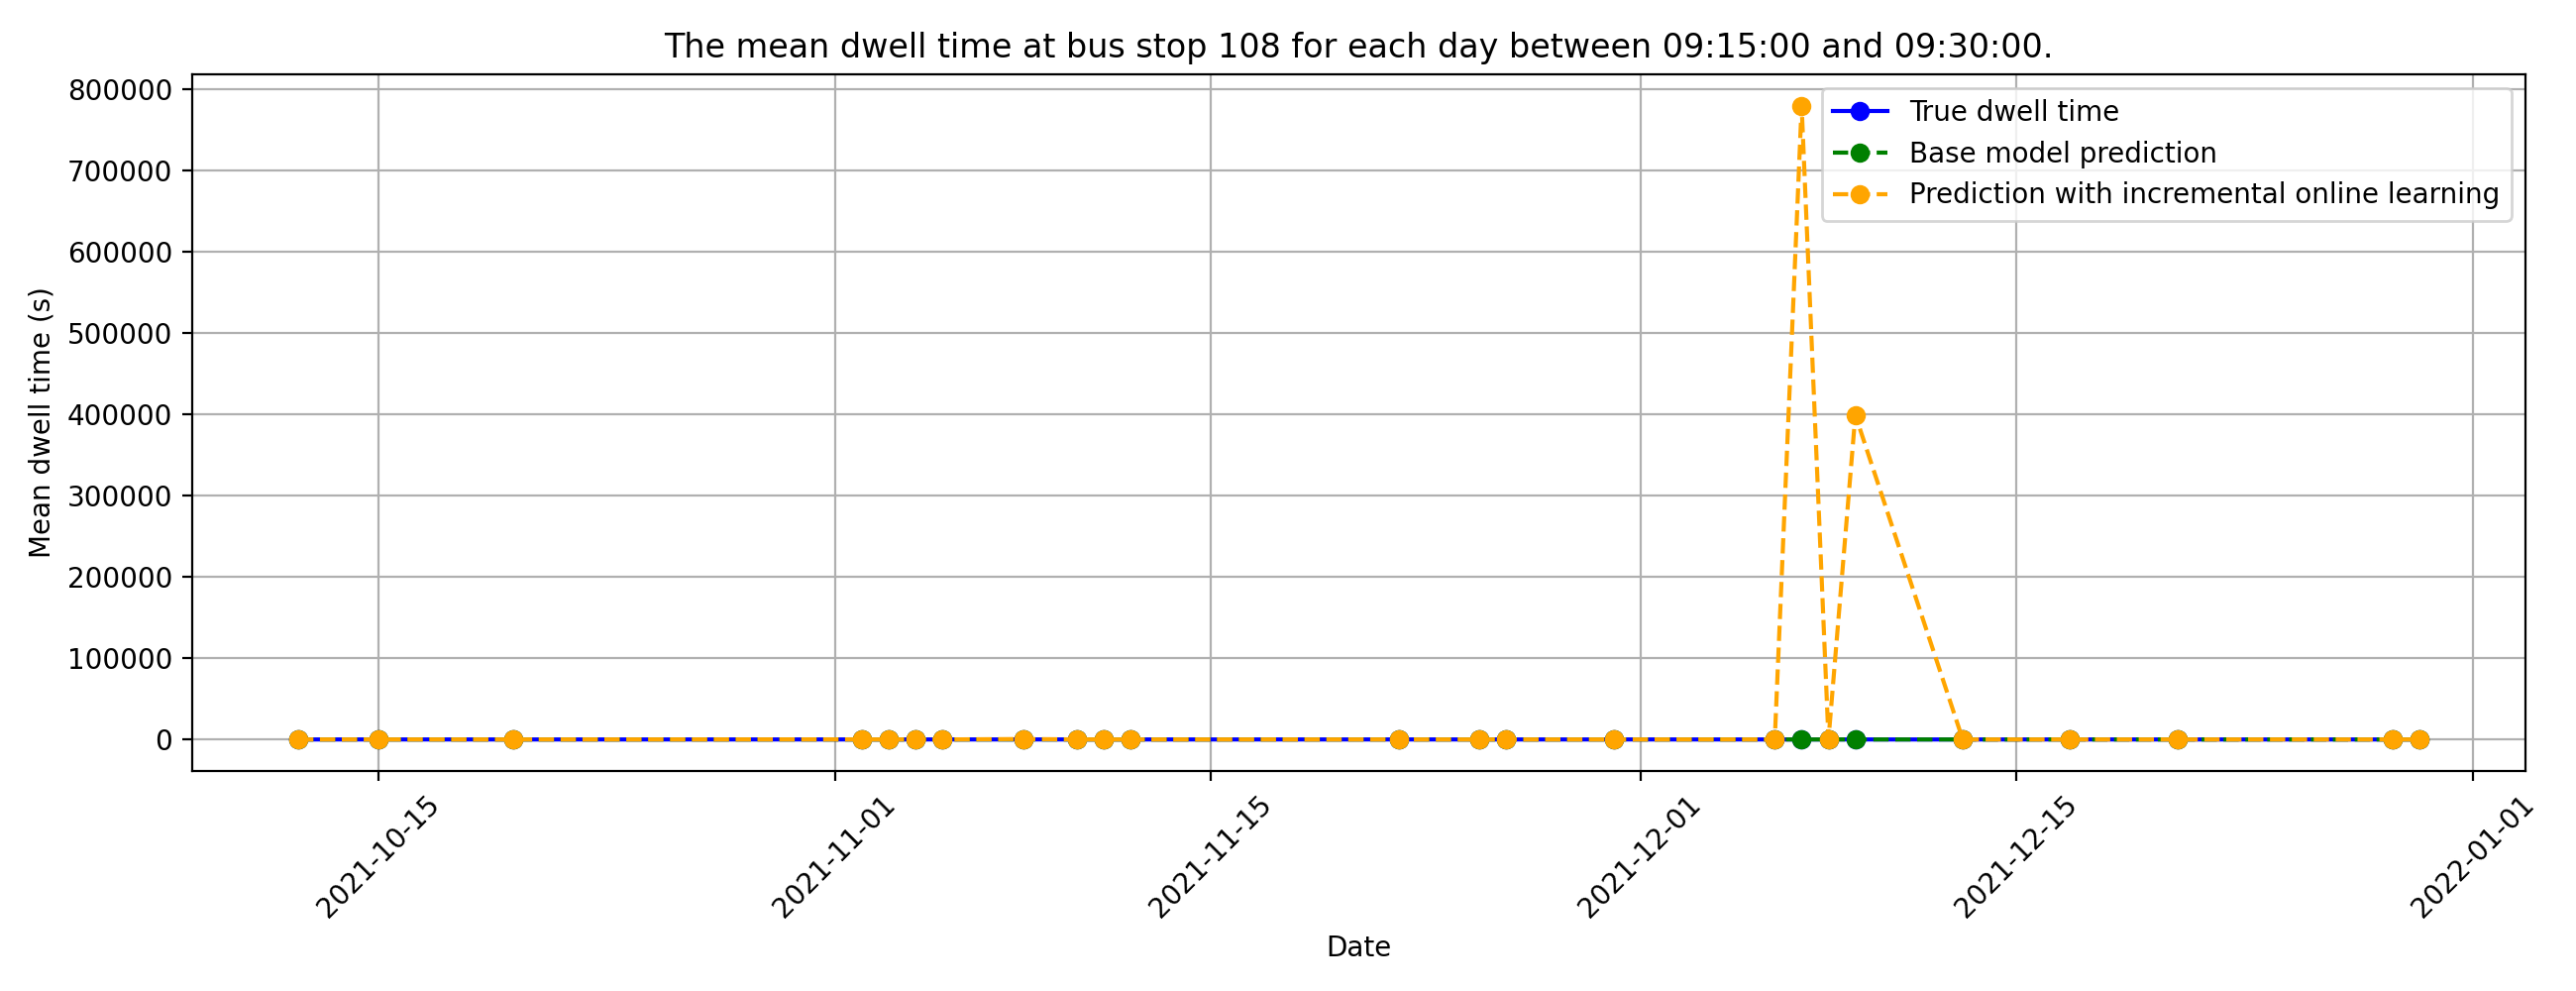 The mean dwell time at bus stop 108 for each day between 09:15:00 and 09:30:00.
800000
700000
600000
500000
400000
300000
200000
100000
0
Mean dwell time (s)
True dwell time
Base model prediction
Prediction with incremental online learning
2021-10-15
2021-11-01
2021-11-15
2021-12-01
2021-12-15
2022-01-01
Date